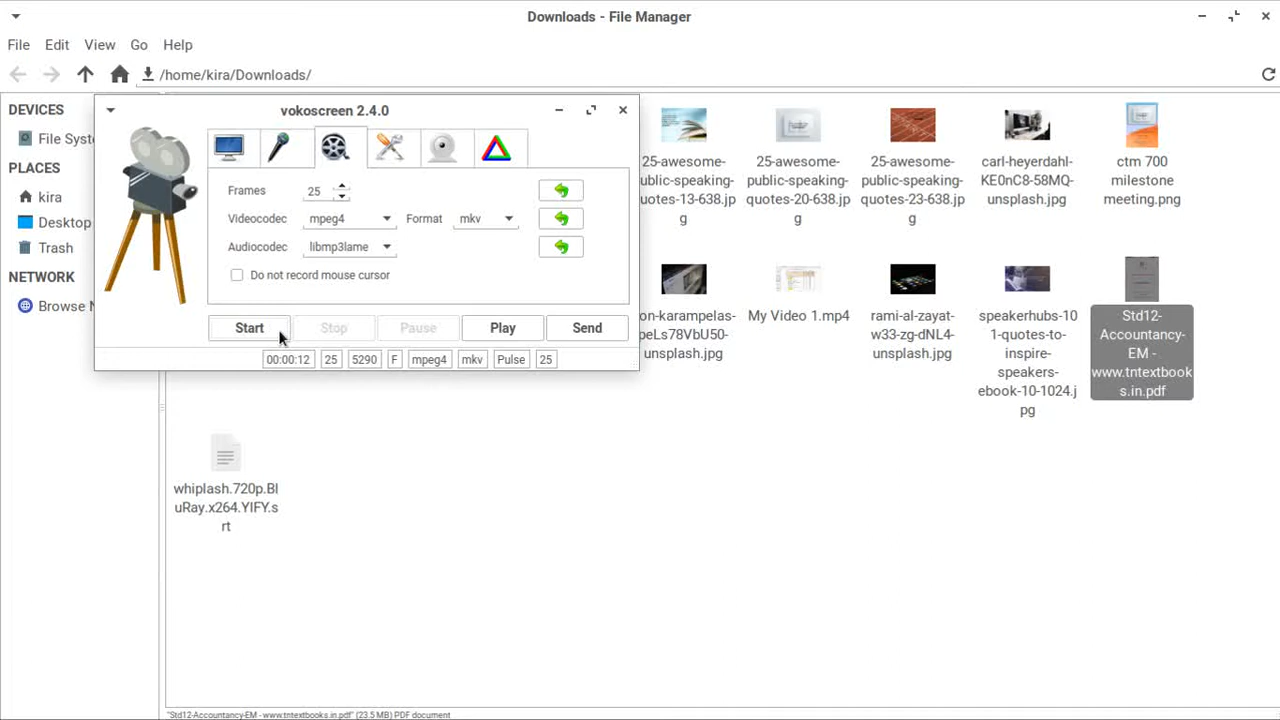 Downloads - File Manager
File Edit View Go Help
/home/kira/Downloads/
DEVICES
File Syste
PLACES
kira
Desktop
Trash
NETWORK
Browse N
vokoscreen 2.4.0
Frames 25
Videocodec mpeg4 Format mkv
Audiocodec libmp3lame
Do not record mouse cursor
Start Stop Pause Play Send
00:00:12 25 5290 F mpeg4 mkv Pulse 25
25-awesome-
public-speaking-
quotes-13-638.jp
g
25-awesome-
public-speaking-
quotes-20-638.jp
g
25-awesome-
public-speaking-
quotes-23-638.jp
g
carl-heyerdahl-
KE0nC8-58MQ-
unsplash.jpg
ctm 700
milestone
meeting.png
on-karampelas-
peLs78VbU50-
unsplash.jpg
My Video 1.mp4
rami-al-zayat-
w33-zg-dNL4-
unsplash.jpg
speakerhubs-10
1-quotes-to-
inspire-
speakers-
ebook-10-1024.j
pg
Std12-
Accountancy-
EM -
www.tntextbook
s.in.pdf
whiplash.720p.Bl
uRay.x264.YIFY.s
rt
"Std12-Accountancy-EM - www.tntextbooks.in.pdf" (23.5 MB) PDF document